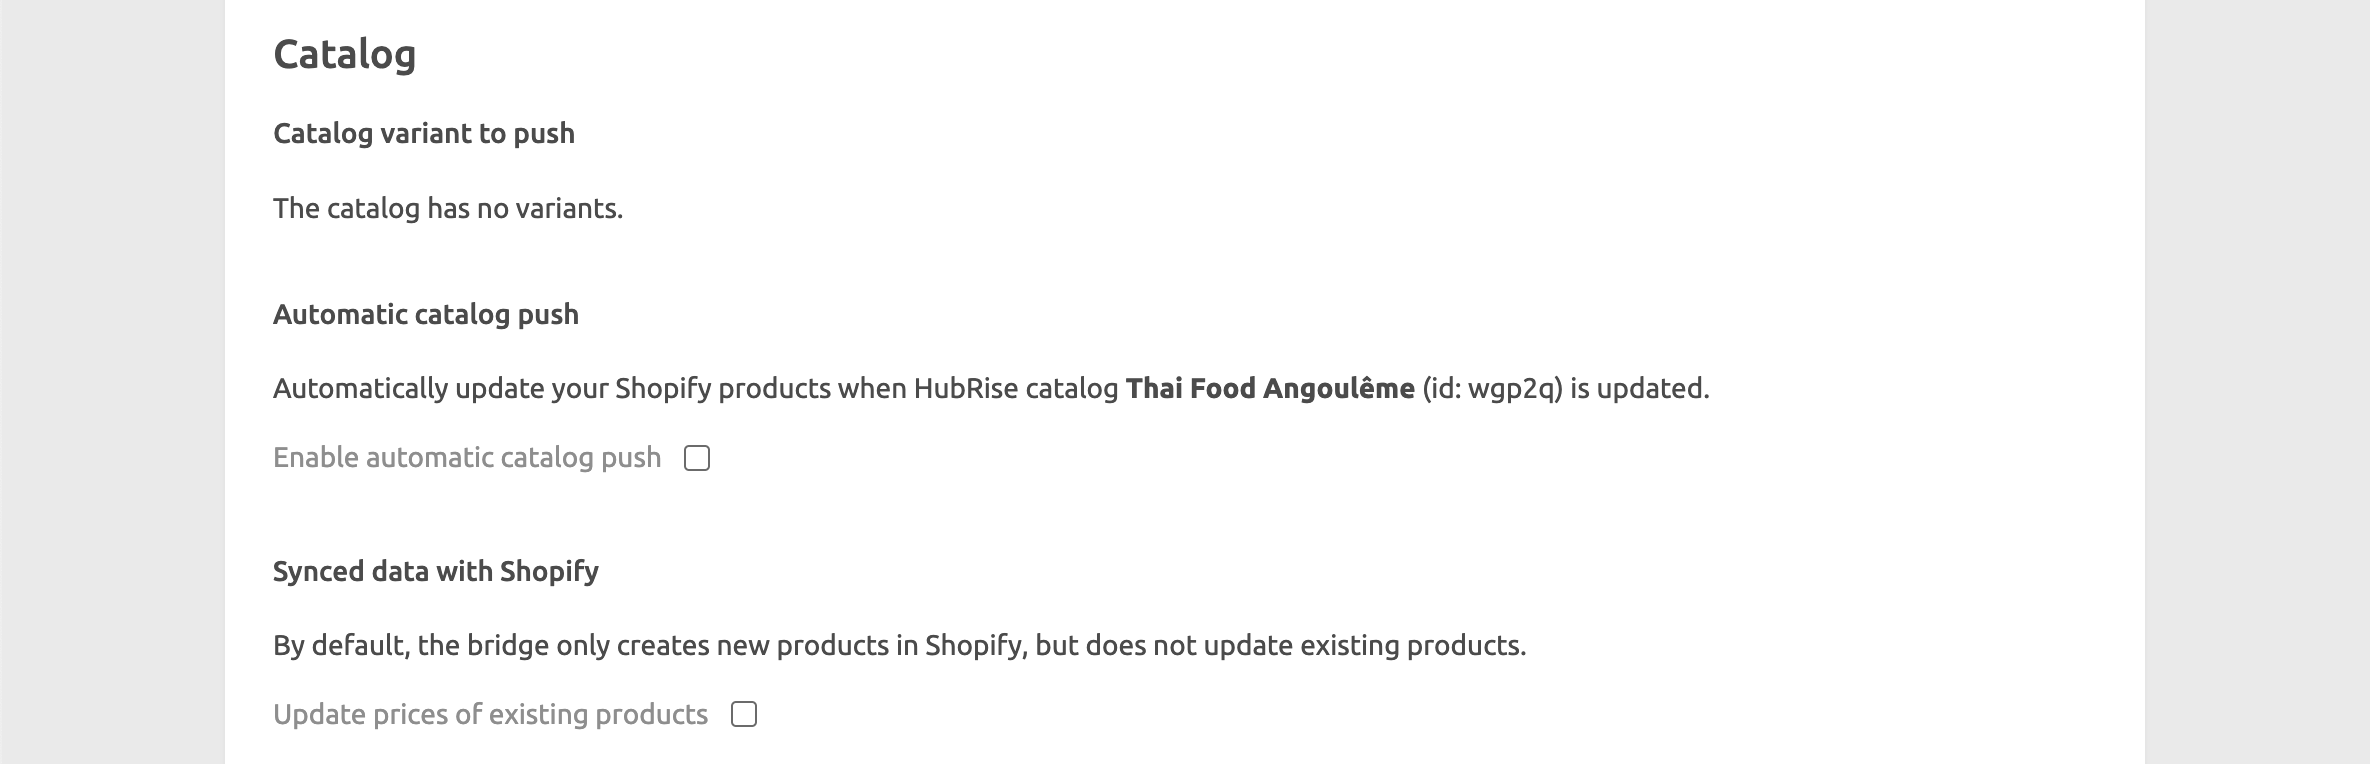 Catalog
Catalog variant to push
The catalog has no variants.
Automatic catalog push
Automatically update your Shopify products when HubRise catalog Thai Food Angoulême (id: wgp2q) is updated.
Enable automatic catalog push
Synced data with Shopify
By default, the bridge only creates new products in Shopify, but does not update existing products.
Update prices of existing products